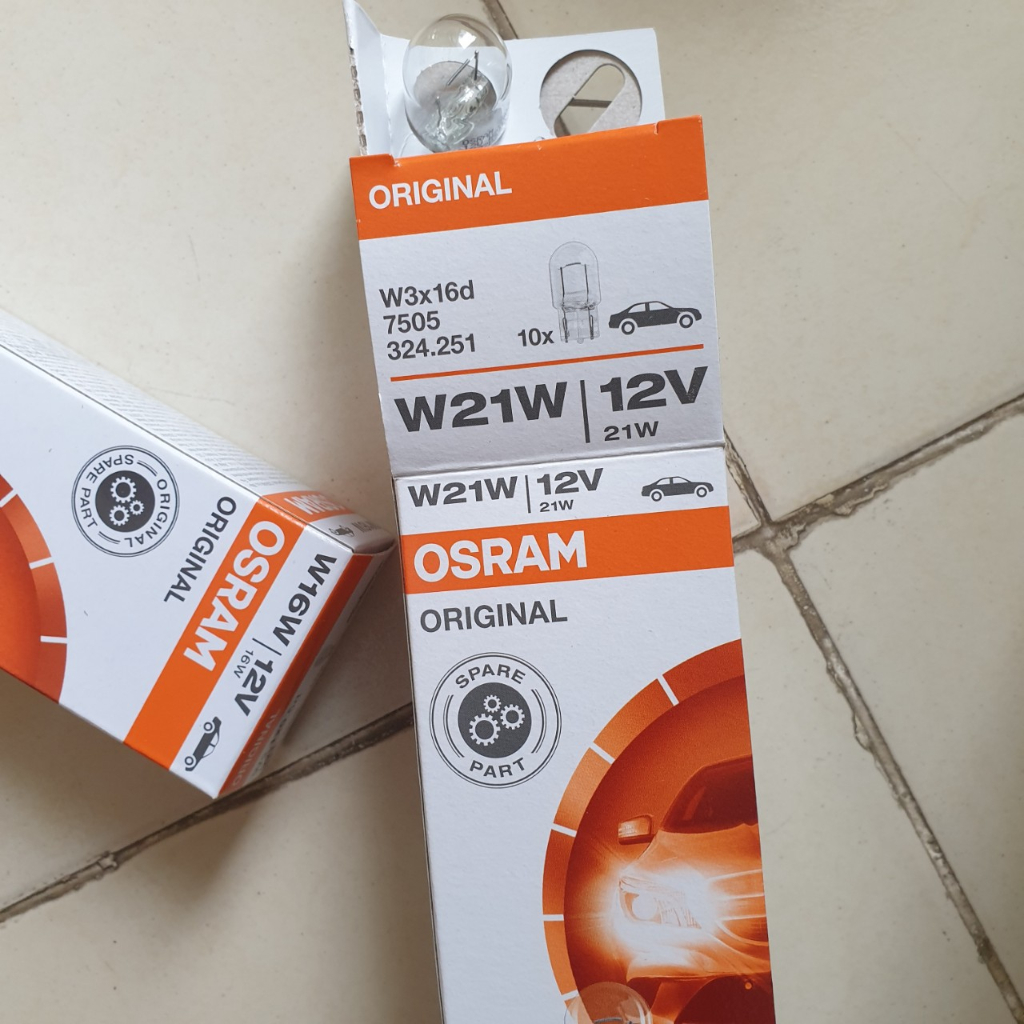 ORIGINAL
W3x16d
7505
324.251
10x
W21W | 12V
21W
W21W | 12V
21W
OSRAM
ORIGINAL
SPARE
PART
ORIGINAL
SPARE PART
ORIGINAL
OSRAM
W16W | 12V
16W